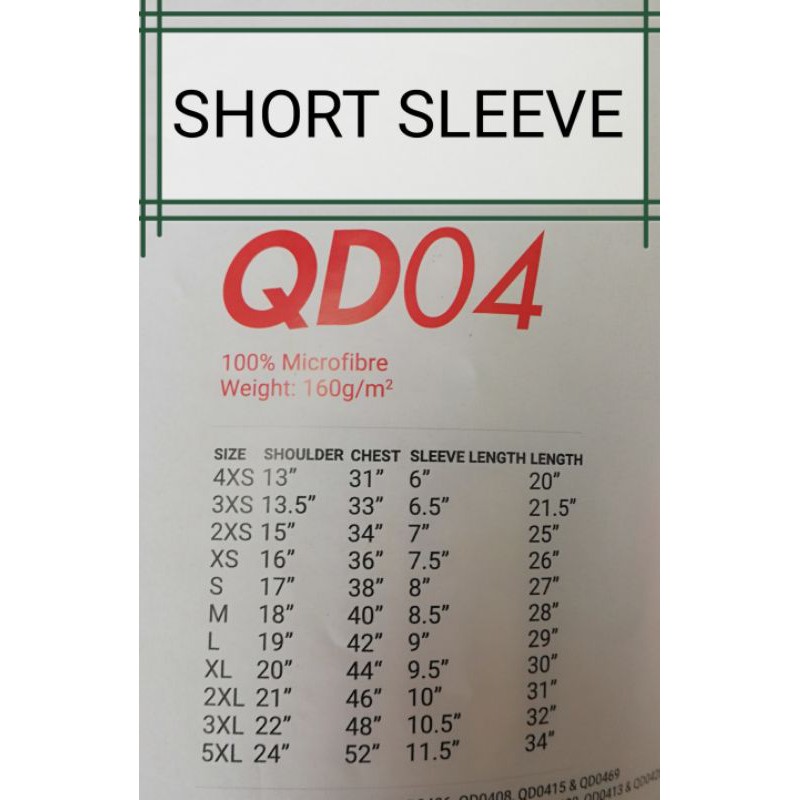 SHORT SLEEVE
QD04
100% Microfibre
Weight: 160g/m²
SIZE SHOULDER CHEST SLEEVE LENGTH LENGTH
4XS 13” 31” 6” 20”
3XS 13.5” 33” 6.5” 21.5”
2XS 15” 34” 7” 25”
XS 16” 36” 7.5” 26”
S 17” 38” 8” 27”
M 18” 40” 8.5” 28”
L 19” 42” 9” 29”
XL 20” 44” 9.5” 30”
2XL 21” 46” 10” 31”
3XL 22” 48” 10.5” 32”
5XL 24” 52” 11.5” 34”
QD0408, QD0415 & QD0469
QD0413 &